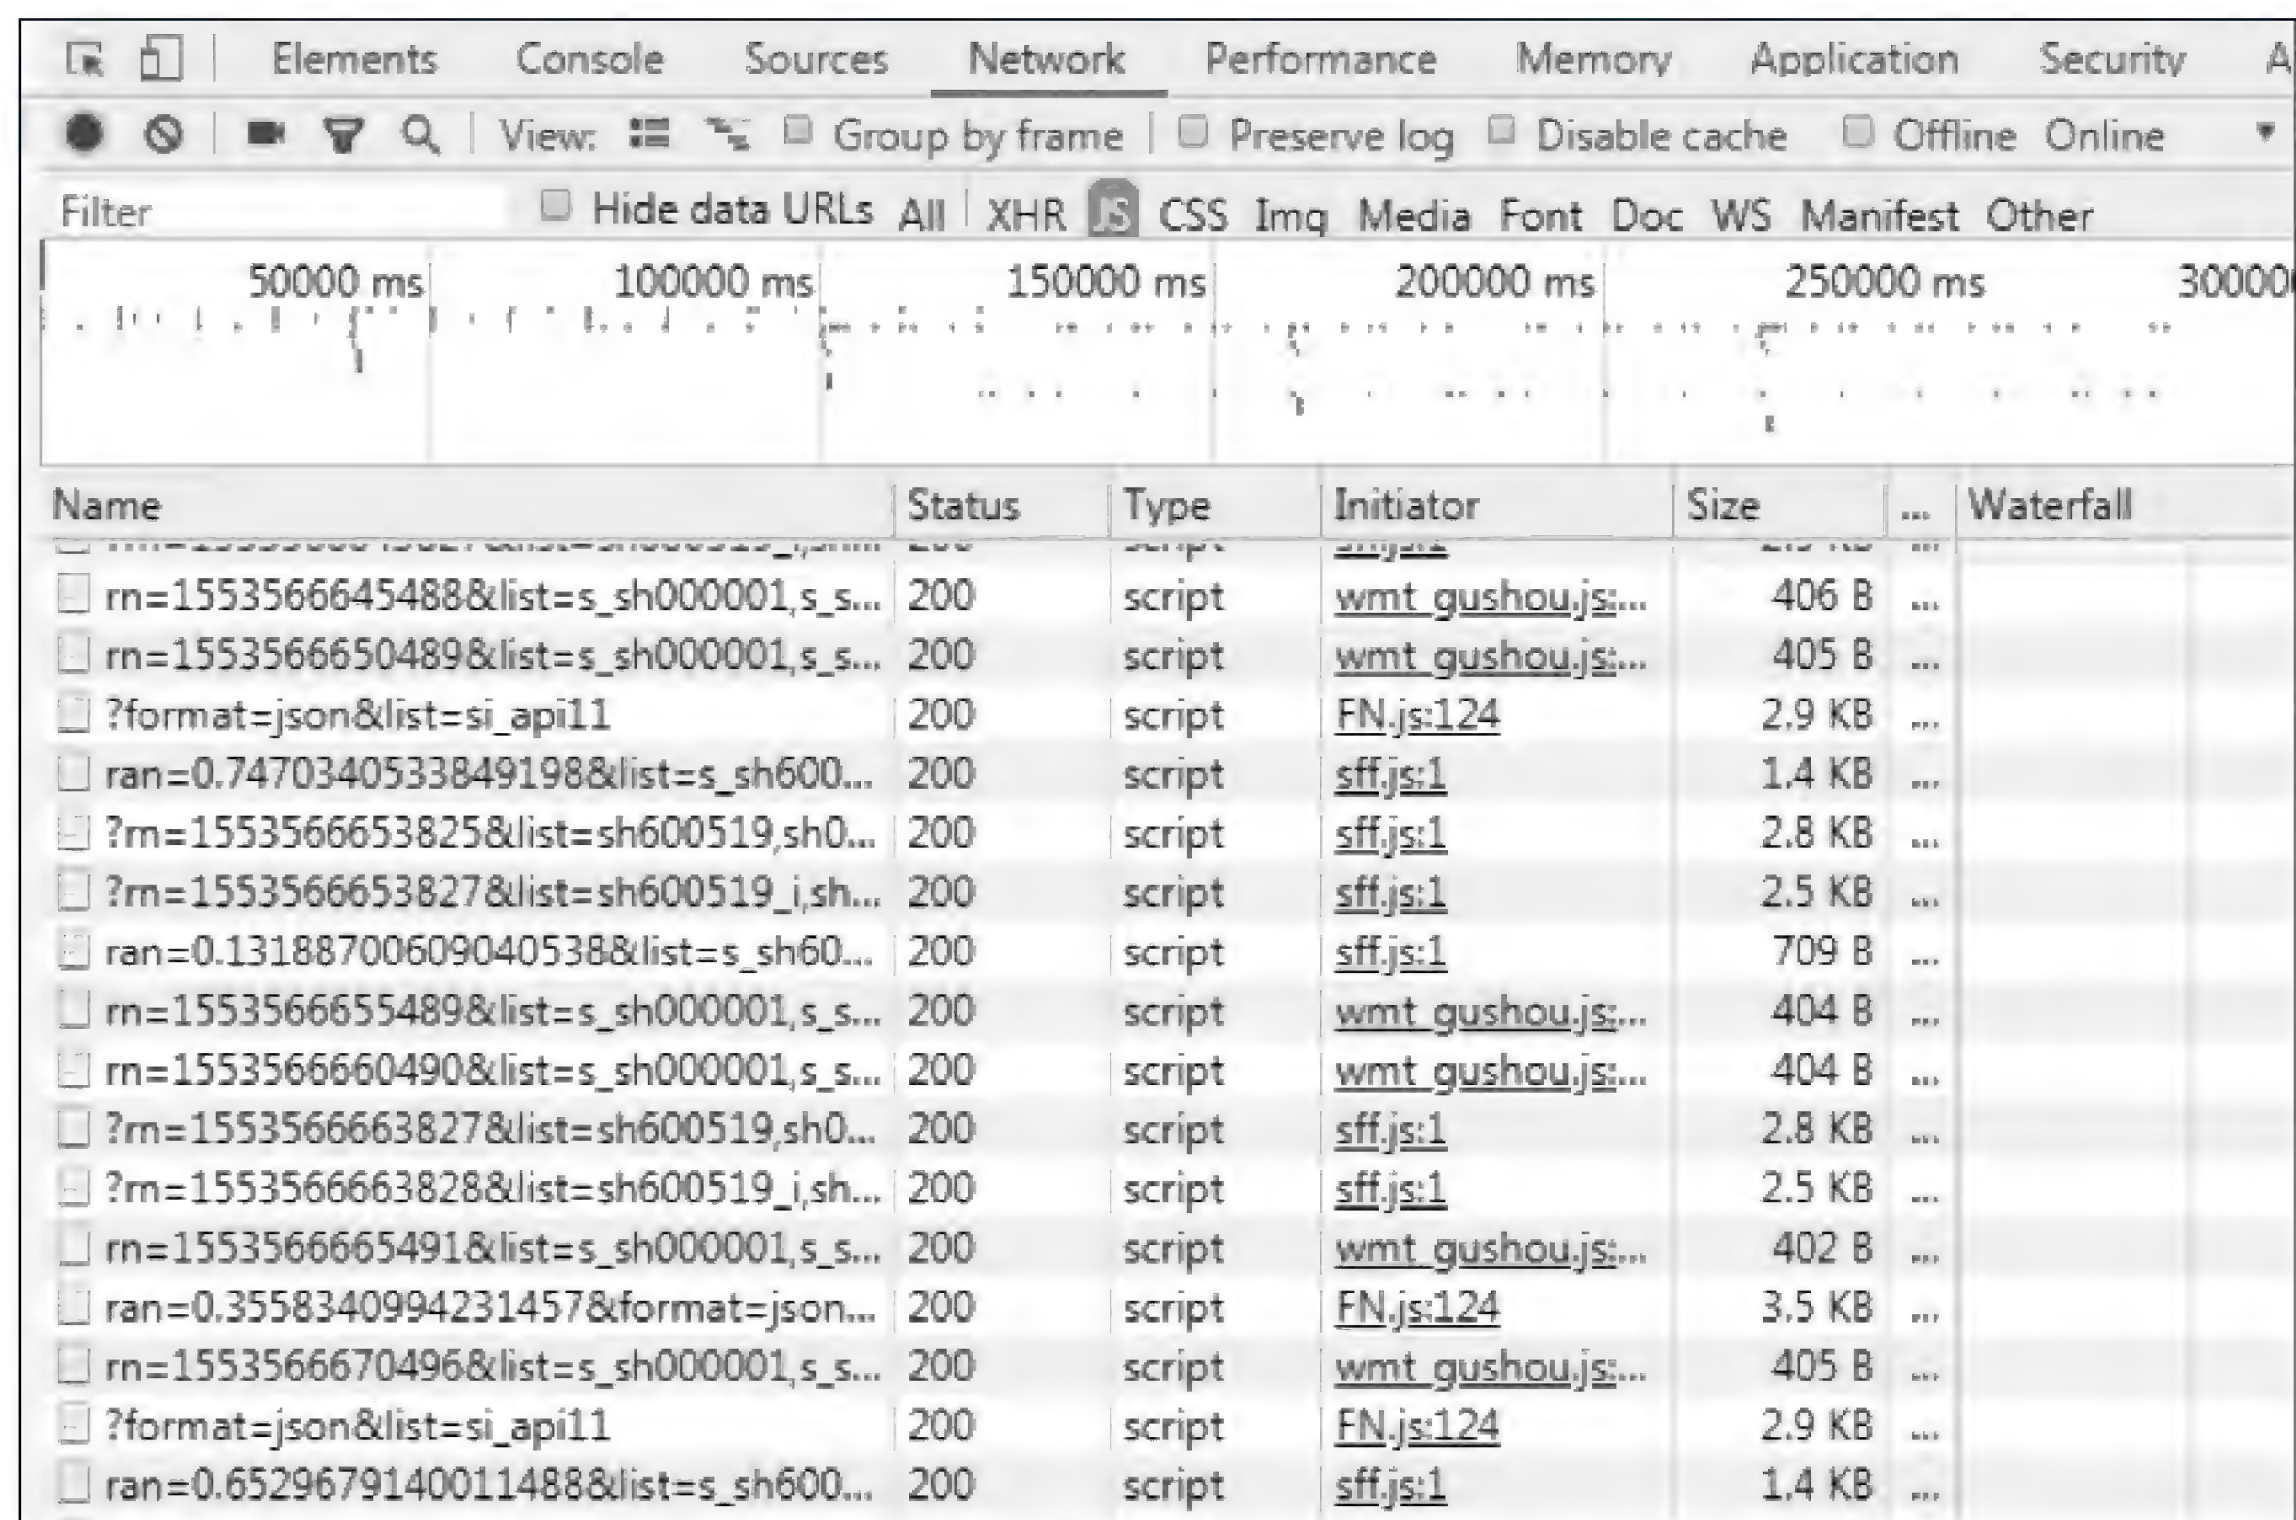 Elements Console Sources Network Performance Memory Application Security A
View: Group by frame Preserve log Disable cache Offline Online
Filter Hide data URLs All XHR JS CSS Img Media Font Doc WS Manifest Other
50000 ms 100000 ms 150000 ms 200000 ms 250000 ms 30000
Name Status Type Initiator Size ... Waterfall
rn=1553566645488&list=s_sh000001,s_s... 200 script wmt_gushou.js:... 406 B ...
rn=1553566650489&list=s_sh000001,s_s... 200 script wmt_gushou.js:... 405 B ...
?format=json&list=si_api11 200 script FN.js:124 2.9 KB ...
ran=0.7470340533849198&list=s_sh600... 200 script sff.js:1 1.4 KB ...
?rn=1553566653825&list=sh600519,sh0... 200 script sff.js:1 2.8 KB ...
?rn=1553566653827&list=sh600519_i,sh... 200 script sff.js:1 2.5 KB ...
ran=0.13188700609040538&list=s_sh60... 200 script sff.js:1 709 B ...
rn=1553566655489&list=s_sh000001,s_s... 200 script wmt_gushou.js:... 404 B ...
rn=1553566660490&list=s_sh000001,s_s... 200 script wmt_gushou.js:... 404 B ...
?rn=1553566663827&list=sh600519,sh0... 200 script sff.js:1 2.8 KB ...
?rn=1553566663828&list=sh600519_i,sh... 200 script sff.js:1 2.5 KB ...
rn=1553566665491&list=s_sh000001,s_s... 200 script wmt_gushou.js:... 402 B ...
ran=0.3558340994231457&format=json... 200 script FN.js:124 3.5 KB ...
rn=1553566670496&list=s_sh000001,s_s... 200 script wmt_gushou.js:... 405 B ...
?format=json&list=si_api11 200 script FN.js:124 2.9 KB ...
ran=0.6529679140011488&list=s_sh600... 200 script sff.js:1 1.4 KB ...